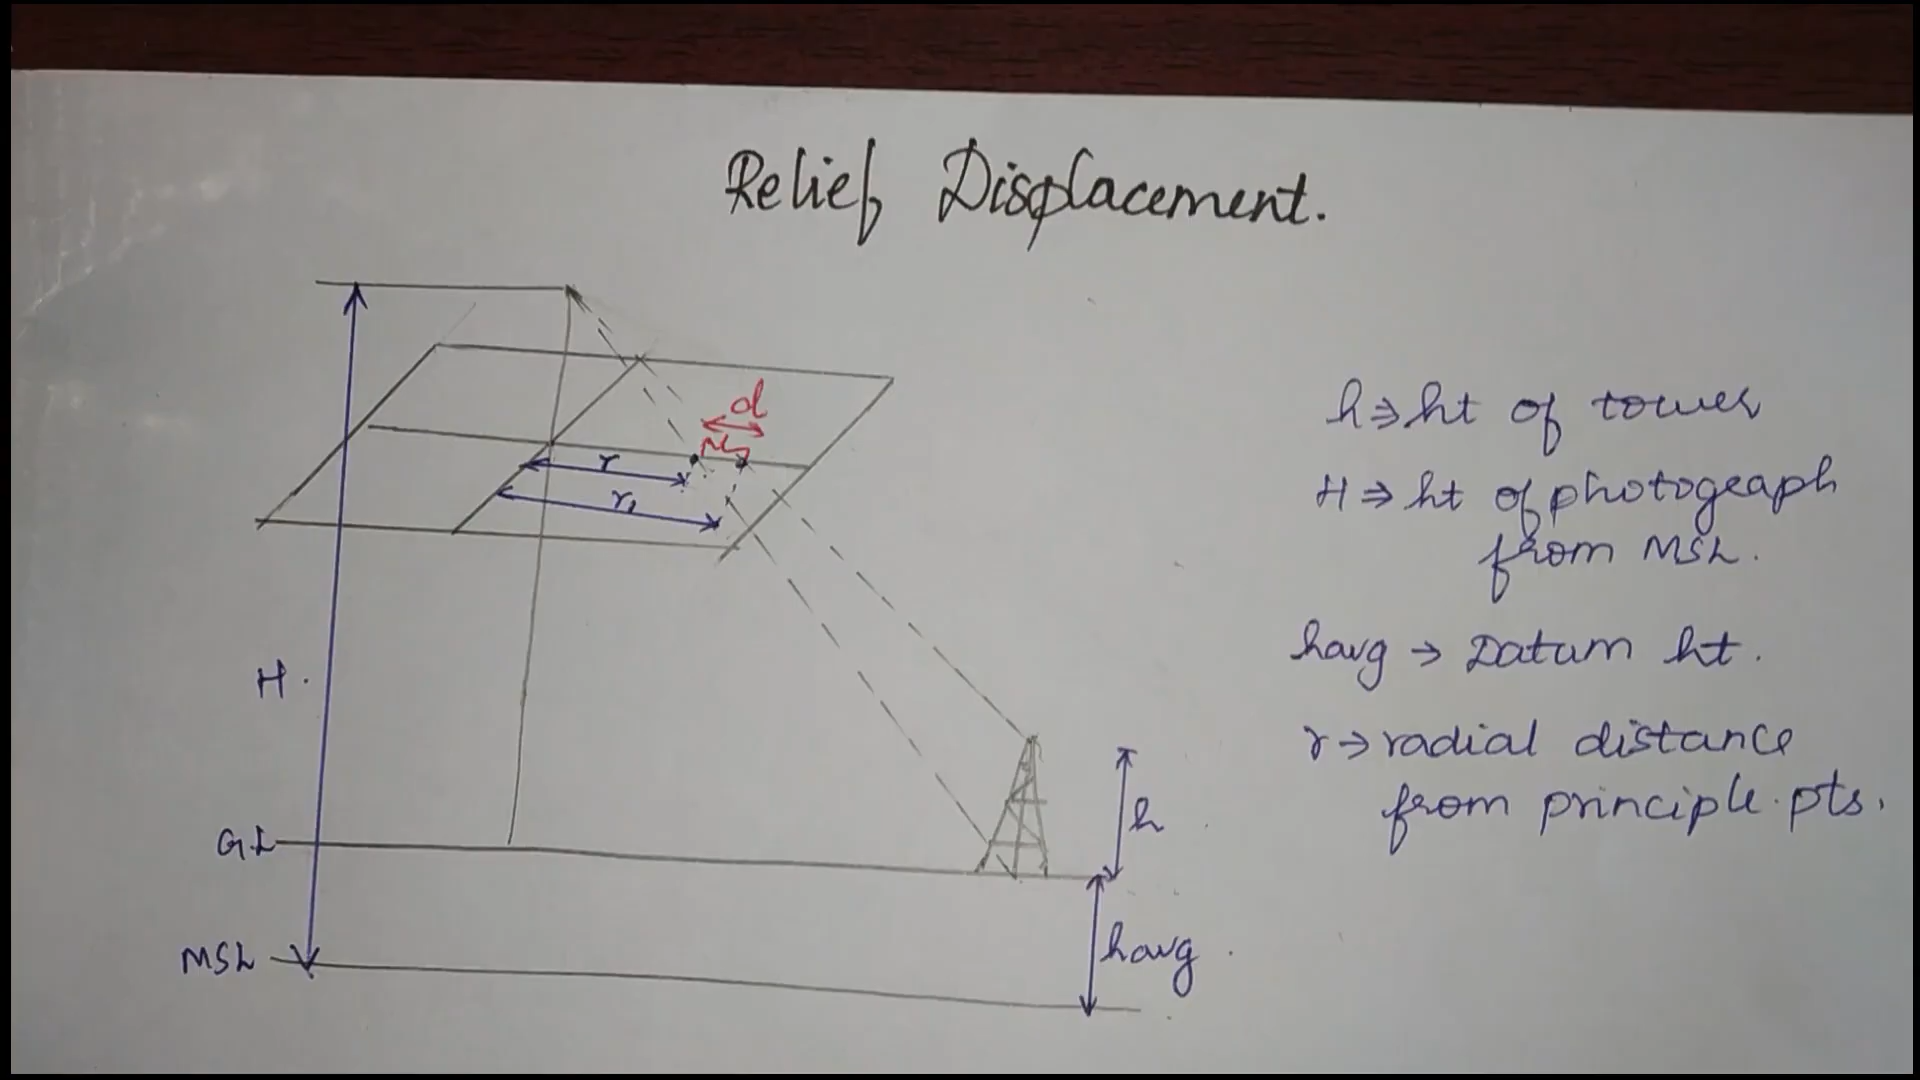 Relief Displacement.
d
r
r₁
H.
G.L
MSL
h
havg
h ⇒ ht of tower
H ⇒ ht of photograph
from MSL.
havg → Datum ht.
r → radial distance
from principle pts.